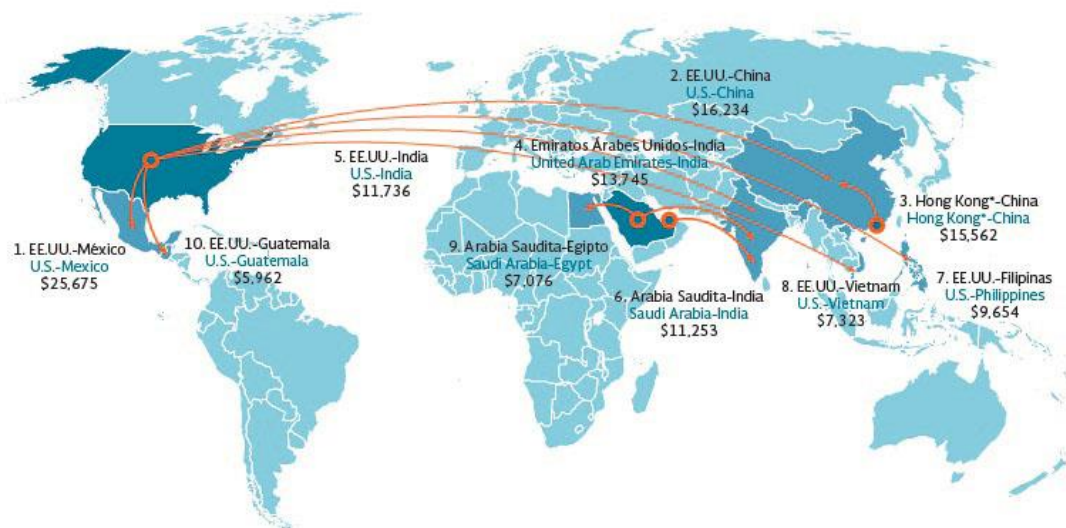 2. EE.UU.-China
U.S.-China
$16,234
4. Emiratos Árabes Unidos-India
United Arab Emirates-India
$13,745
5. EE.UU.-India
U.S.-India
$11,736
3. Hong Kong*-China
Hong Kong*-China
$15,562
1. EE.UU.-México
U.S.-Mexico
$25,675
10. EE.UU.-Guatemala
U.S.-Guatemala
$5,962
9. Arabia Saudita-Egipto
Saudi Arabia-Egypt
$7,076
6. Arabia Saudita-India
Saudi Arabia-India
$11,253
8. EE.UU.-Vietnam
U.S.-Vietnam
$7,323
7. EE.UU.-Filipinas
U.S.-Philippines
$9,654